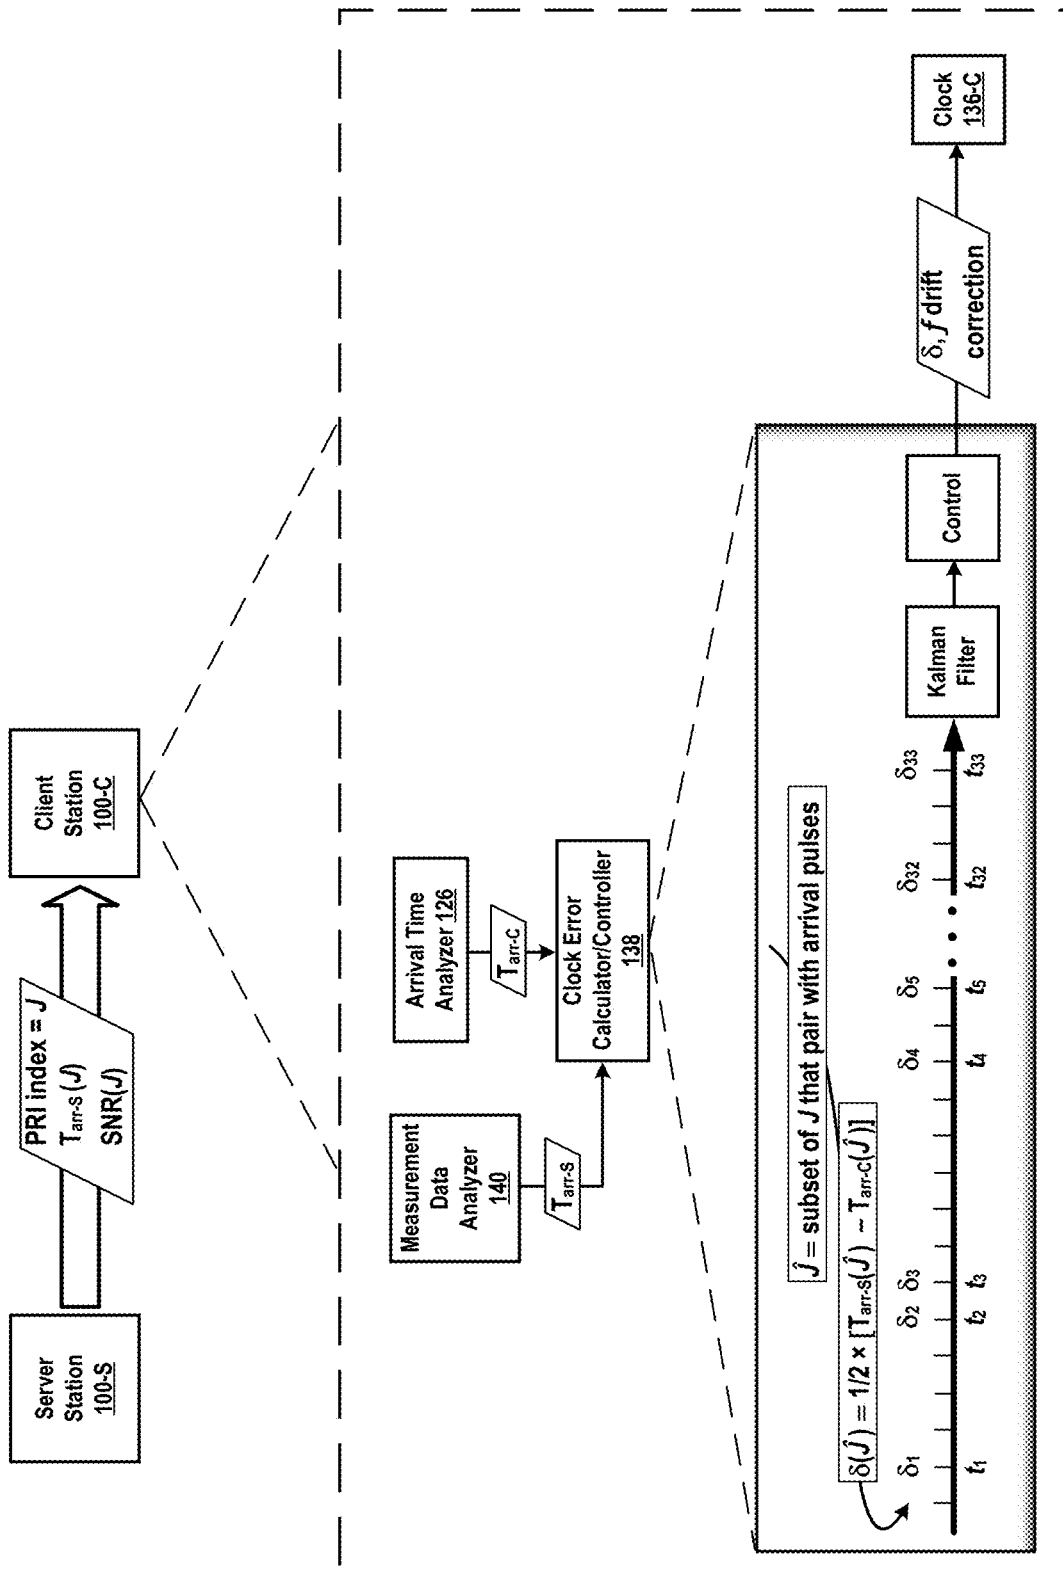 Server
Station
100-S
PRI index = J
Tarr-S (J)
SNR(J)
Client
Station
100-C
Measurement
Data
Analyzer
140
Tarr-S
Arrival Time
Analyzer 126
Tarr-C
Clock Error
Calculator/Controller
138
Ĵ = subset of J that pair with arrival pulses
δ(Ĵ) = 1/2 × [Tarr-S(Ĵ) − Tarr-C(Ĵ)]
δ1 δ2 δ3 δ4 δ5 δ32 δ33
t1 t2 t3 t4 t5 t32 t33
Kalman
Filter
Control
δ, f drift
correction
Clock
136-C